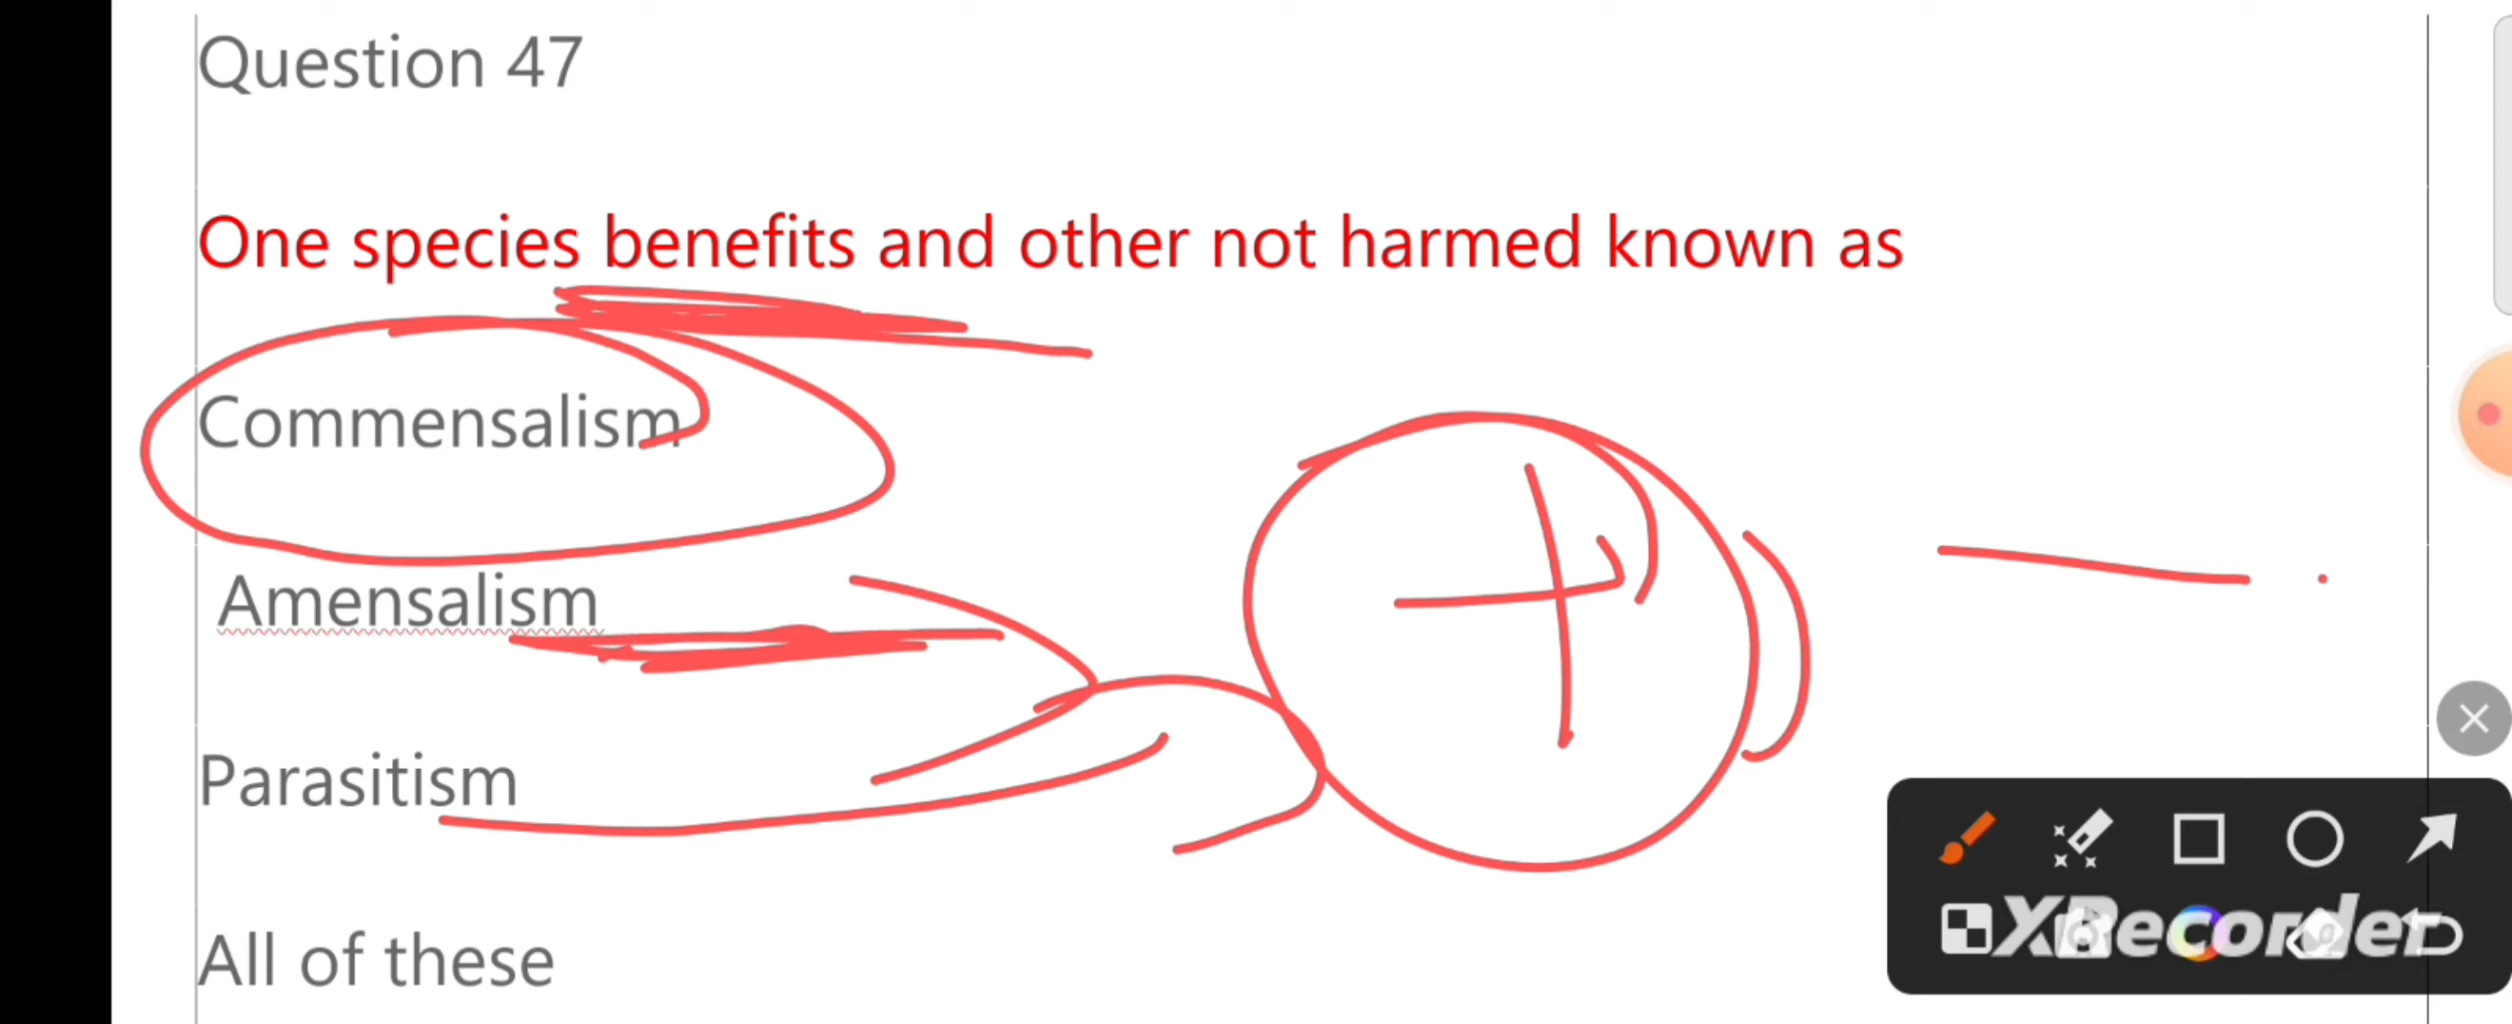 Question 47
One species benefits and other not harmed known as
Commensalism
Amensalism
Parasitism
All of these
XRecorder